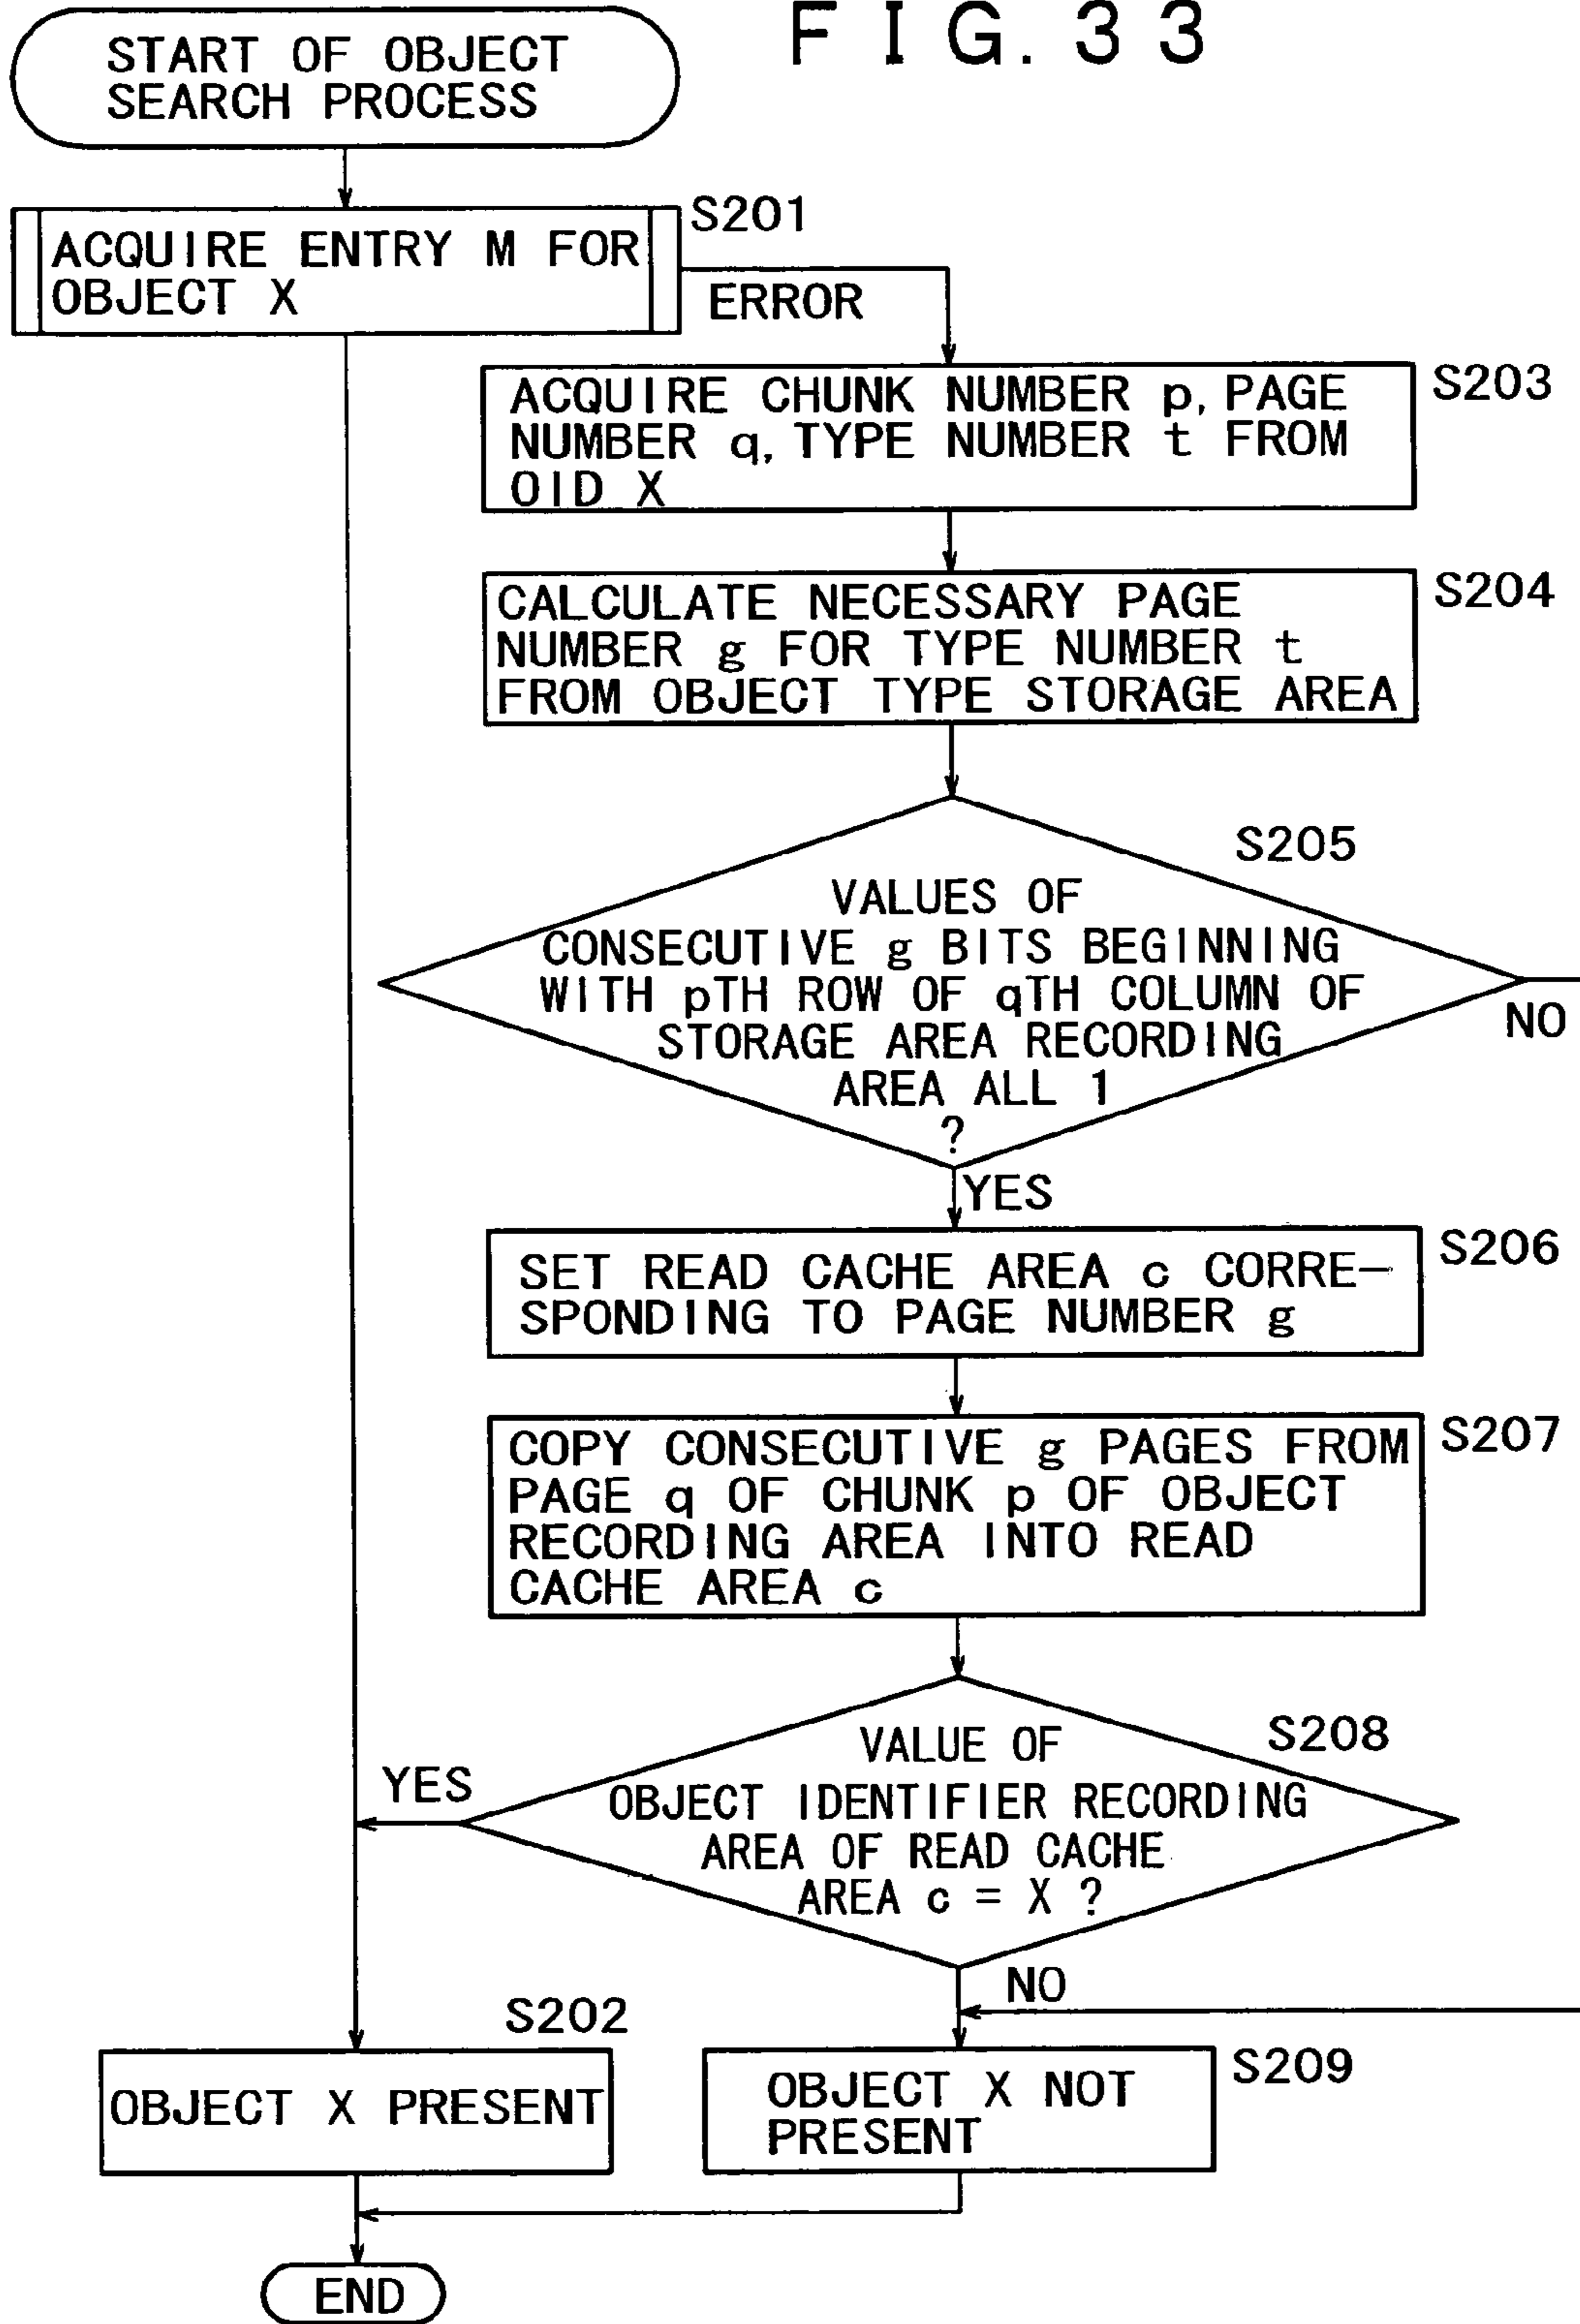 FIG. 33
START OF OBJECT
SEARCH PROCESS
S201
ACQUIRE ENTRY M FOR
OBJECT X
ERROR
S203
ACQUIRE CHUNK NUMBER p, PAGE
NUMBER q, TYPE NUMBER t FROM
OID X
S204
CALCULATE NECESSARY PAGE
NUMBER g FOR TYPE NUMBER t
FROM OBJECT TYPE STORAGE AREA
S205
VALUES OF
CONSECUTIVE g BITS BEGINNING
WITH pTH ROW OF qTH COLUMN OF
STORAGE AREA RECORDING
AREA ALL 1
?
NO
YES
S206
SET READ CACHE AREA c CORRE-
SPONDING TO PAGE NUMBER g
S207
COPY CONSECUTIVE g PAGES FROM
PAGE q OF CHUNK p OF OBJECT
RECORDING AREA INTO READ
CACHE AREA c
S208
VALUE OF
OBJECT IDENTIFIER RECORDING
AREA OF READ CACHE
AREA c = X ?
YES
NO
S202
OBJECT X PRESENT
S209
OBJECT X NOT
PRESENT
END